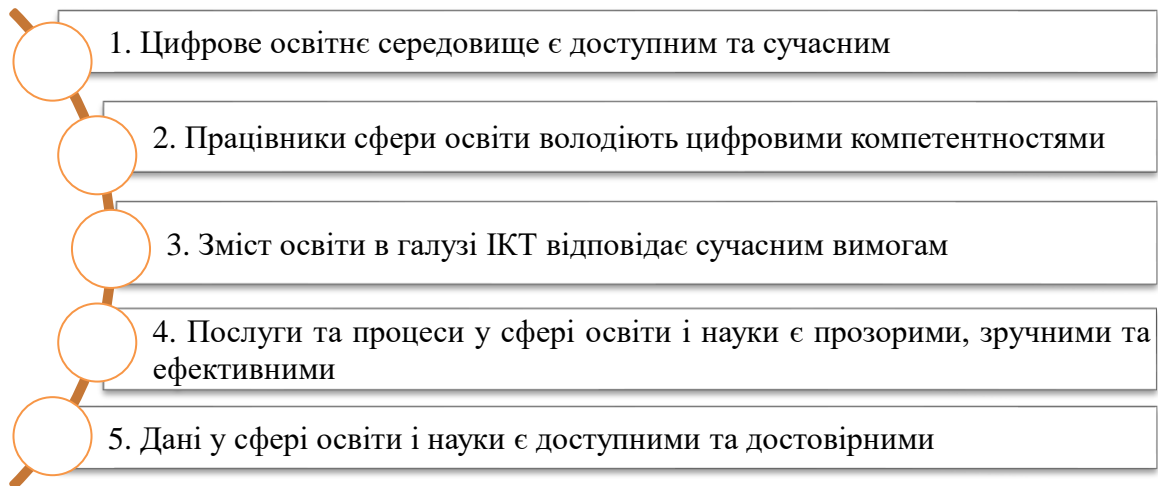 1. Цифрове освітнє середовище є доступним та сучасним
2. Працівники сфери освіти володіють цифровими компетентностями
3. Зміст освіти в галузі ІКТ відповідає сучасним вимогам
4. Послуги та процеси у сфері освіти і науки є прозорими, зручними та
ефективними
5. Дані у сфері освіти і науки є доступними та достовірними